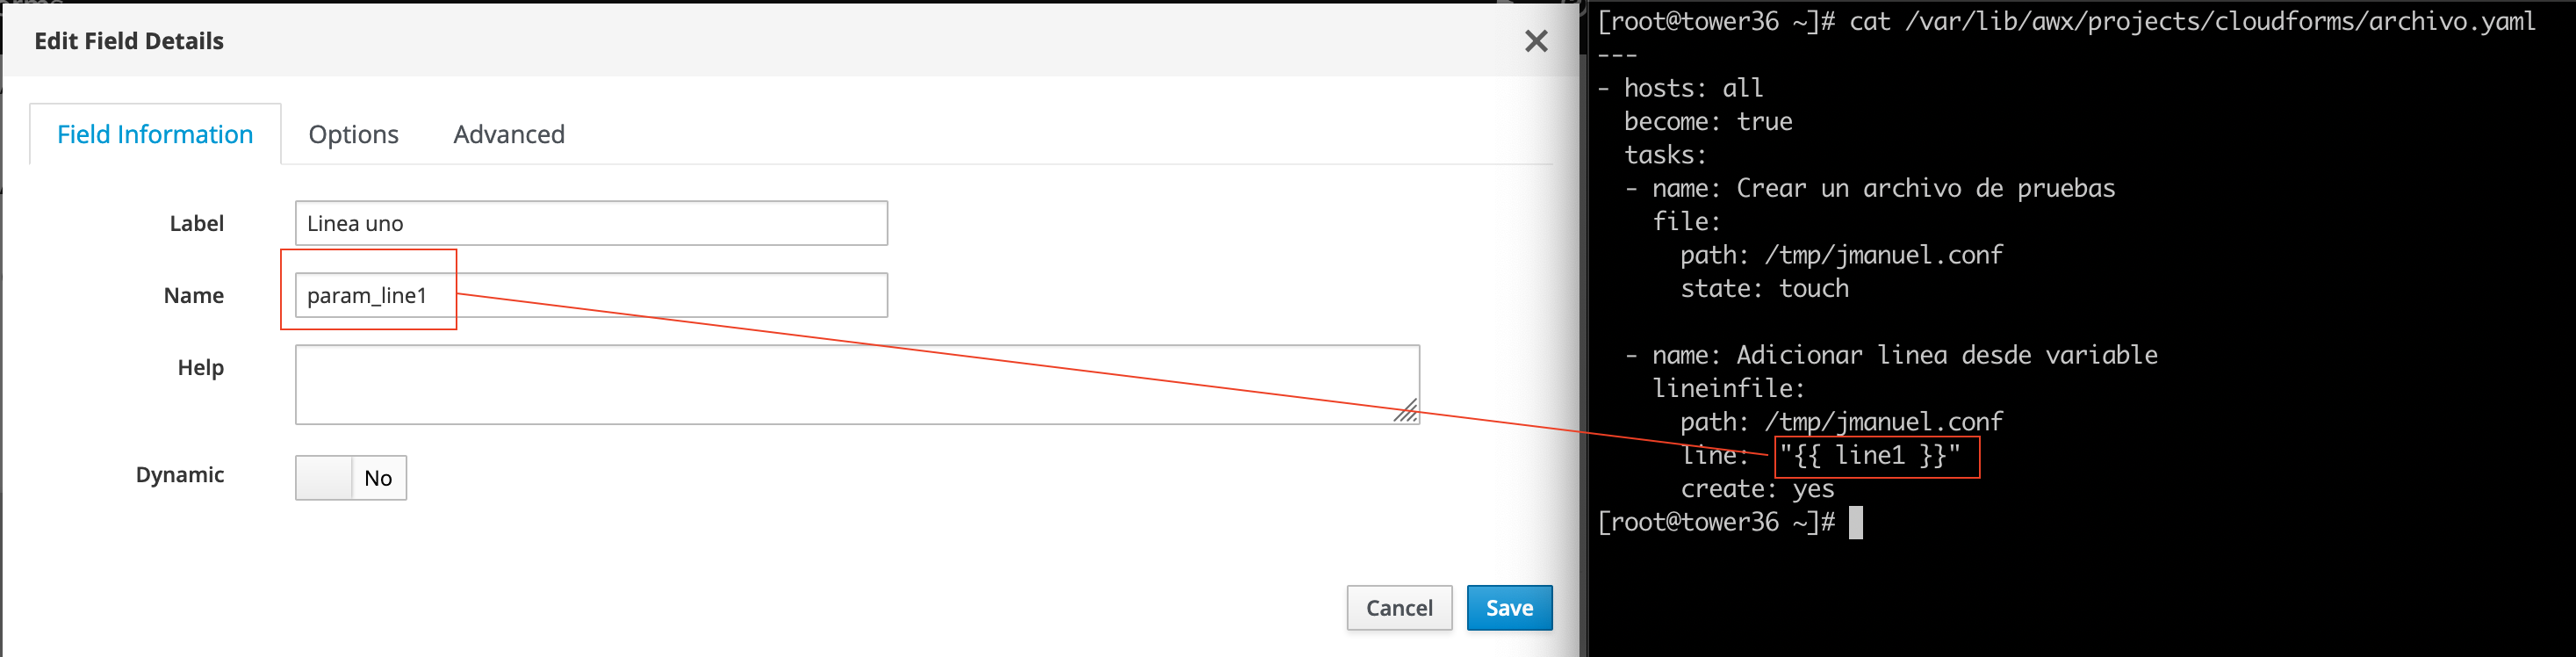 Edit Field Details
Field Information
Options
Advanced
Label
Linea uno
Name
param_line1
Help
Dynamic
No
Cancel
Save
[root@tower36 ~]# cat /var/lib/awx/projects/cloudforms/archivo.yaml
---
- hosts: all
  become: true
  tasks:
  - name: Crear un archivo de pruebas
    file:
      path: /tmp/jmanuel.conf
      state: touch

  - name: Adicionar linea desde variable
    lineinfile:
      path: /tmp/jmanuel.conf
      line: "{{ line1 }}"
      create: yes
[root@tower36 ~]#